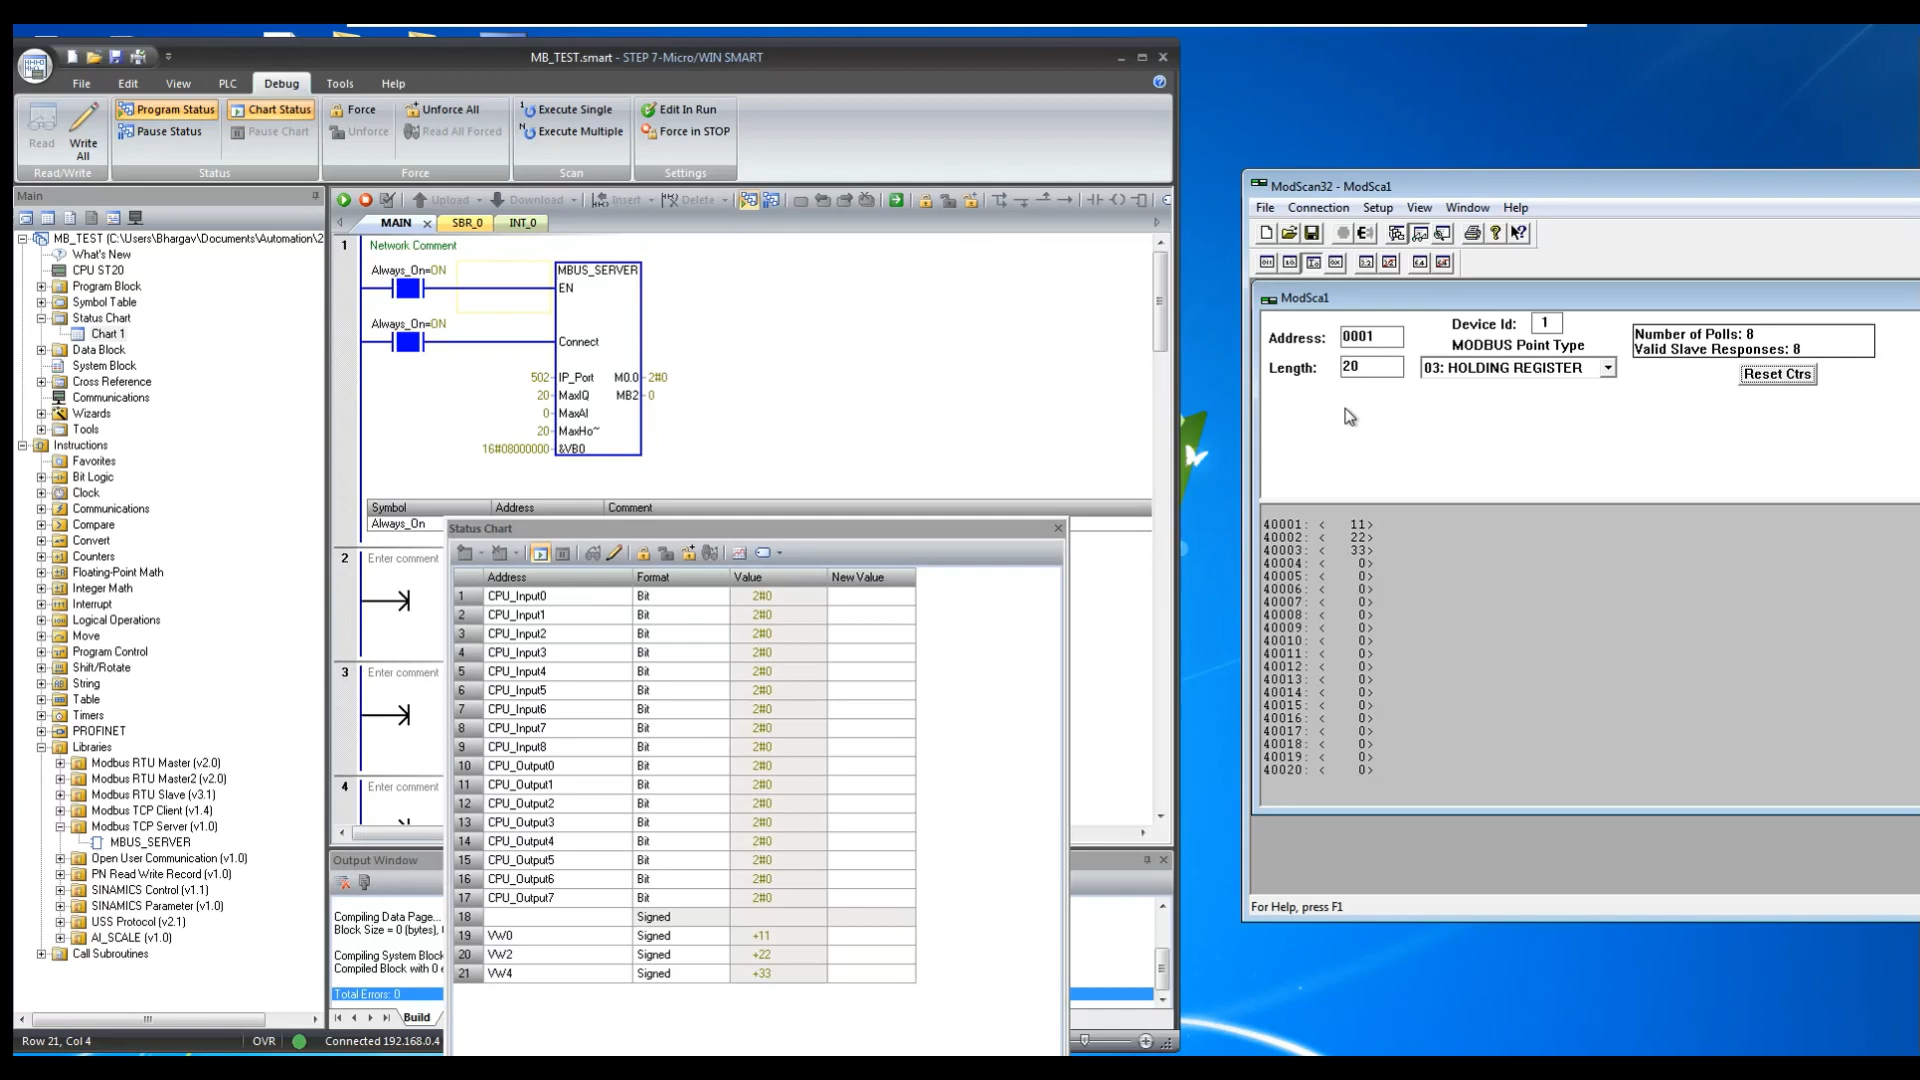 MB_TEST.smart - STEP 7-Micro/WIN SMART
File Edit View PLC Debug Tools Help
Read
Write All
Read/Write
Program Status
Pause Status
Chart Status
Pause Chart
Status
Force
Unforce
Unforce All
Read All Forced
Force
Execute Single
Execute Multiple
Scan
Edit In Run
Force in STOP
Settings
Main
MB_TEST (C:\Users\Bhargav\Documents\Automation\2
What's New
CPU ST20
Program Block
Symbol Table
Status Chart
Chart 1
Data Block
System Block
Cross Reference
Communications
Wizards
Tools
Instructions
Favorites
Bit Logic
Clock
Communications
Compare
Convert
Counters
Floating-Point Math
Integer Math
Interrupt
Logical Operations
Move
Program Control
Shift/Rotate
String
Table
Timers
PROFINET
Libraries
Modbus RTU Master (v2.0)
Modbus RTU Master2 (v2.0)
Modbus RTU Slave (v3.1)
Modbus TCP Client (v1.4)
Modbus TCP Server (v1.0)
MBUS_SERVER
Open User Communication (v1.0)
PN Read Write Record (v1.0)
SINAMICS Control (v1.1)
SINAMICS Parameter (v1.0)
USS Protocol (v2.1)
AI_SCALE (v1.0)
Call Subroutines
Upload Download Insert Delete
MAIN SBR_0 INT_0
1 Network Comment
Always_On=ON
MBUS_SERVER
EN
Always_On=ON
Connect
502 IP_Port M0.0 2#0
20 MaxIQ MB2 0
0 MaxAI
20 MaxHo~
16#08000000 &VB0
Symbol Address Comment
Always_On
2 Enter comment
3 Enter comment
4 Enter comment
Status Chart
Address Format Value New Value
1 CPU_Input0 Bit 2#0
2 CPU_Input1 Bit 2#0
3 CPU_Input2 Bit 2#0
4 CPU_Input3 Bit 2#0
5 CPU_Input4 Bit 2#0
6 CPU_Input5 Bit 2#0
7 CPU_Input6 Bit 2#0
8 CPU_Input7 Bit 2#0
9 CPU_Input8 Bit 2#0
10 CPU_Output0 Bit 2#0
11 CPU_Output1 Bit 2#0
12 CPU_Output2 Bit 2#0
13 CPU_Output3 Bit 2#0
14 CPU_Output4 Bit 2#0
15 CPU_Output5 Bit 2#0
16 CPU_Output6 Bit 2#0
17 CPU_Output7 Bit 2#0
18 Signed
19 VW0 Signed +11
20 VW2 Signed +22
21 VW4 Signed +33
Output Window
Compiling Data Page...
Block Size = 0 (bytes),
Compiling System Block
Compiled Block with 0 e
Total Errors: 0
Build
Row 21, Col 4
OVR
Connected 192.168.0.4
ModScan32 - ModSca1
File Connection Setup View Window Help
ModSca1
Address: 0001
Length: 20
Device Id: 1
MODBUS Point Type
03: HOLDING REGISTER
Number of Polls: 8
Valid Slave Responses: 8
Reset Ctrs
40001: < 11>
40002: < 22>
40003: < 33>
40004: < 0>
40005: < 0>
40006: < 0>
40007: < 0>
40008: < 0>
40009: < 0>
40010: < 0>
40011: < 0>
40012: < 0>
40013: < 0>
40014: < 0>
40015: < 0>
40016: < 0>
40017: < 0>
40018: < 0>
40019: < 0>
40020: < 0>
For Help, press F1